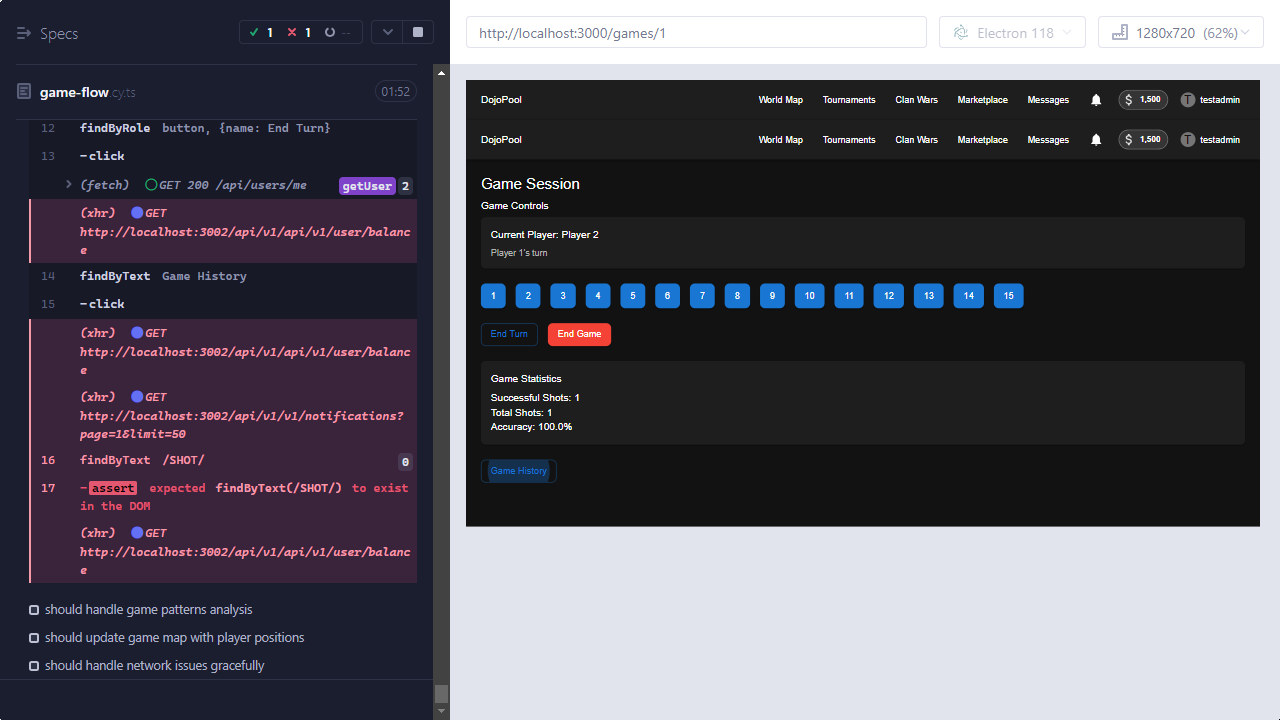 Specs
1
1
--
game-flow.cy.ts
01:52
12 findByRole button, {name: End Turn}
13 -click
(fetch) GET 200 /api/users/me getUser 2
(xhr) GET
http://localhost:3002/api/v1/api/v1/user/balanc
e
14 findByText Game History
15 -click
(xhr) GET
http://localhost:3002/api/v1/api/v1/user/balanc
e
(xhr) GET
http://localhost:3002/api/v1/v1/notifications?
page=1&limit=50
16 findByText /SHOT/ 0
17 -assert expected findByText(/SHOT/) to exist
in the DOM
(xhr) GET
http://localhost:3002/api/v1/api/v1/user/balanc
e
should handle game patterns analysis
should update game map with player positions
should handle network issues gracefully
http://localhost:3000/games/1
Electron 118
1280x720 (62%)
DojoPool World Map Tournaments Clan Wars Marketplace Messages $ 1,500 T testadmin
DojoPool World Map Tournaments Clan Wars Marketplace Messages $ 1,500 T testadmin
Game Session
Game Controls
Current Player: Player 2
Player 1's turn
1 2 3 4 5 6 7 8 9 10 11 12 13 14 15
End Turn End Game
Game Statistics
Successful Shots: 1
Total Shots: 1
Accuracy: 100.0%
Game History